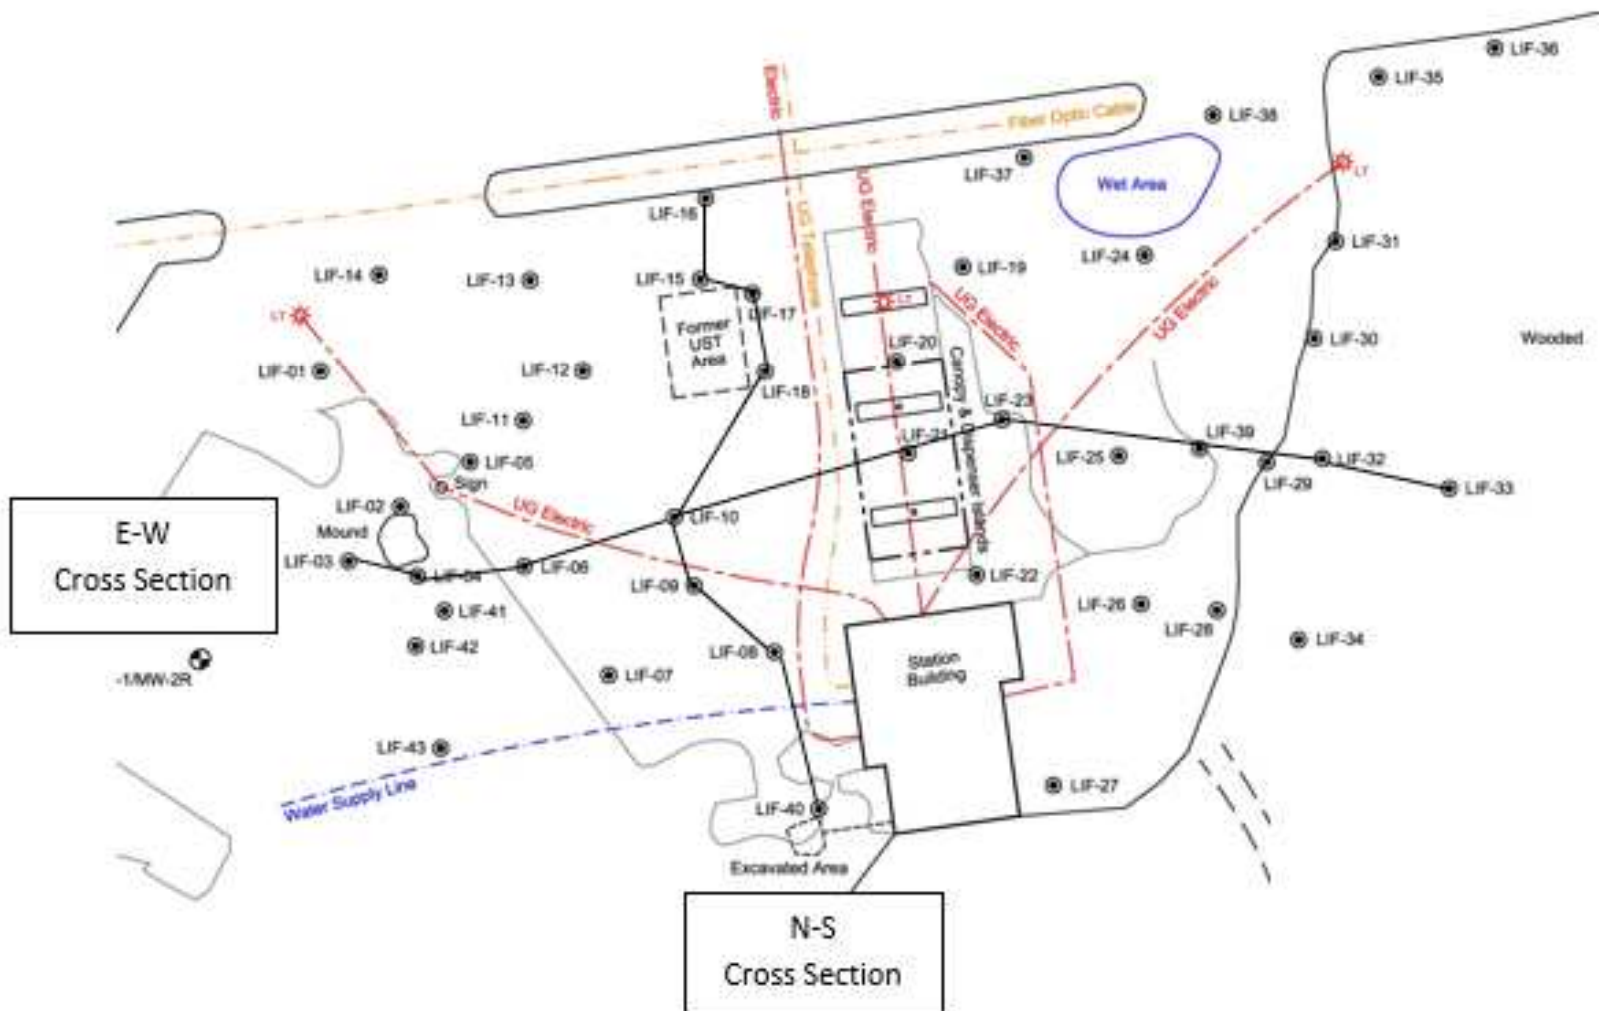 LIF-36
LIF-35
Electric
Fiber Optic Cable
LIF-38
LIF-37
Wet Area
LT
UG Electric
LIF-16
UG Telephone
LIF-31
LIF-24
LIF-19
LIF-14
LIF-13
LIF-15
LIF-17
UG Electric
UG Electric
LT
LT
Former
UST
Area
LIF-30
Wooded
LIF-20
LIF-01
LIF-12
LIF-18
Canopy & Dispenser Islands
LIF-23
LIF-11
LIF-39
LIF-21
LIF-05
LIF-25
LIF-32
LIF-29
LIF-33
Sign
LIF-02
UG Electric
LIF-10
Mound
E-W
Cross Section
LIF-03
LIF-04
LIF-06
LIF-22
LIF-09
LIF-41
LIF-26
LIF-28
LIF-42
LIF-08
LIF-34
Station
Building
-1/MW-2R
LIF-07
LIF-43
Water Supply Line
LIF-27
LIF-40
Excavated Area
N-S
Cross Section